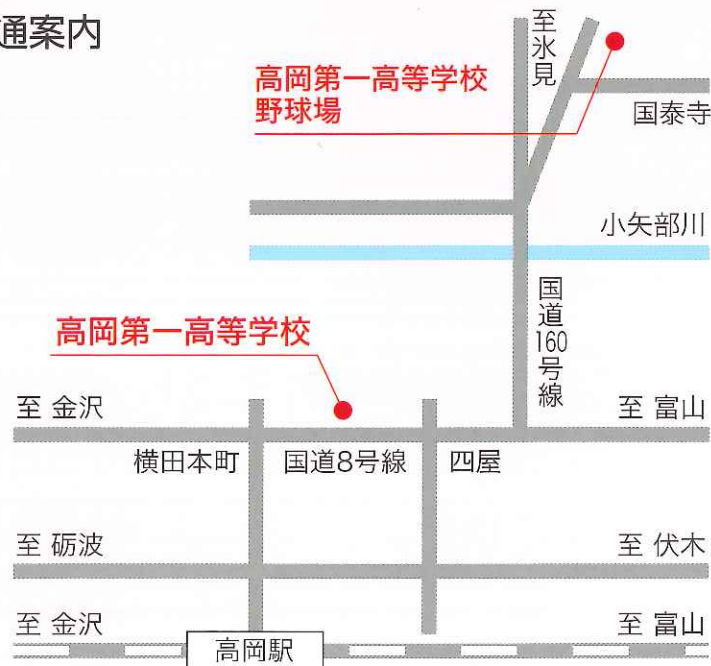 通案内
至氷見
高岡第一高等学校
野球場
国泰寺
小矢部川
国道160号線
高岡第一高等学校
至 金沢
至 富山
横田本町
国道8号線
四屋
至 砺波
至 伏木
至 金沢
至 富山
高岡駅